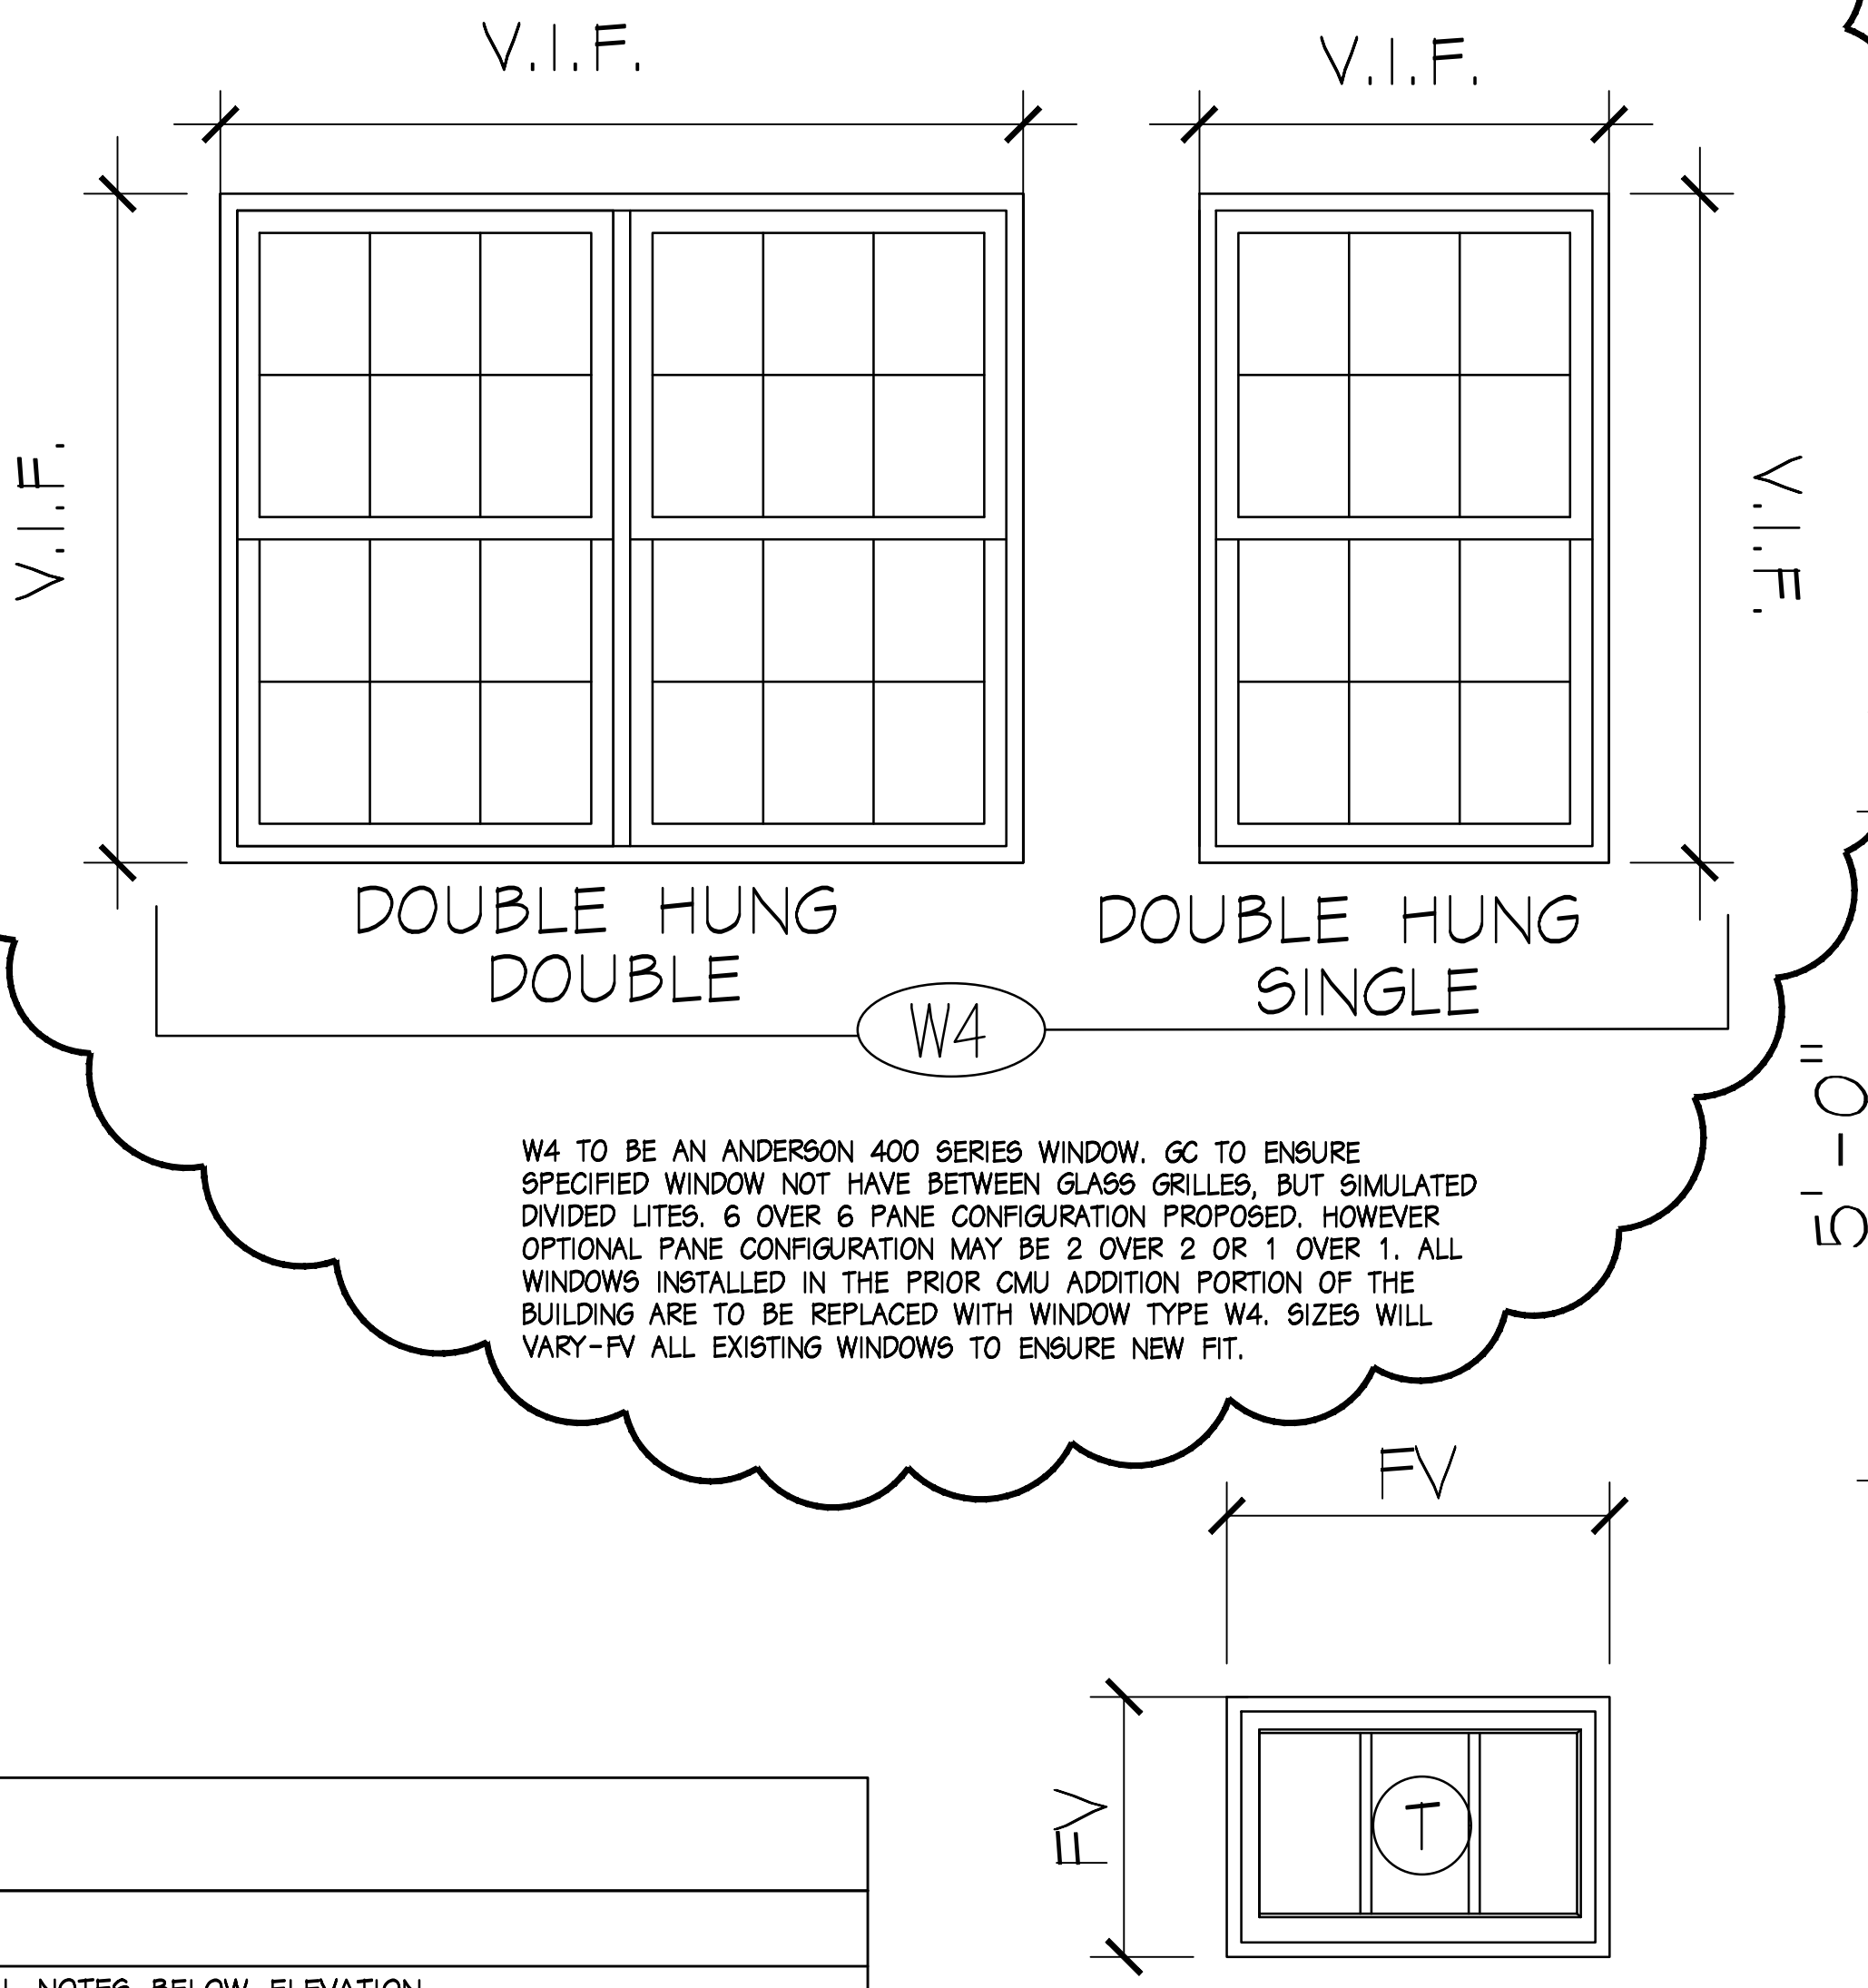 V.I.F.
V.I.F.
V.I.F.
V.I.F.
DOUBLE HUNG
DOUBLE
DOUBLE HUNG
SINGLE
W4
5'-0"
W4 TO BE AN ANDERSON 400 SERIES WINDOW. GC TO ENSURE
SPECIFIED WINDOW NOT HAVE BETWEEN GLASS GRILLES, BUT SIMULATED
DIVIDED LITES. 6 OVER 6 PANE CONFIGURATION PROPOSED. HOWEVER
OPTIONAL PANE CONFIGURATION MAY BE 2 OVER 2 OR 1 OVER 1. ALL
WINDOWS INSTALLED IN THE PRIOR CMU ADDITION PORTION OF THE
BUILDING ARE TO BE REPLACED WITH WINDOW TYPE W4. SIZES WILL
VARY-FV ALL EXISTING WINDOWS TO ENSURE NEW FIT.
FV
FV
T
NOTES BELOW ELEVATION